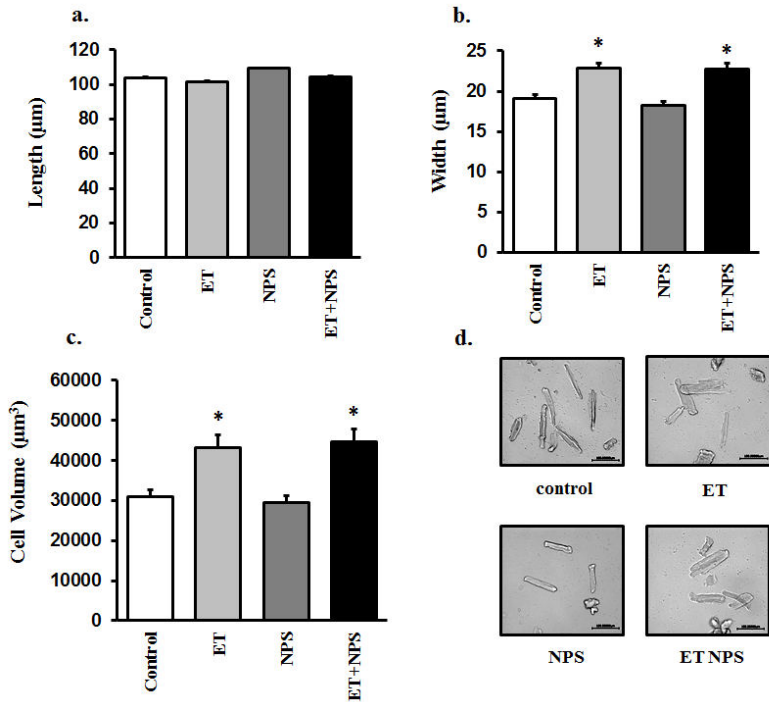 a.
Length (µm)
120
100
80
60
40
20
0
Control
ET
NPS
ET+NPS
b.
Width (µm)
25
20
15
10
5
0
*
*
Control
ET
NPS
ET+NPS
c.
Cell Volume (µm³)
60000
50000
40000
30000
20000
10000
0
*
*
Control
ET
NPS
ET+NPS
d.
control
ET
NPS
ET NPS